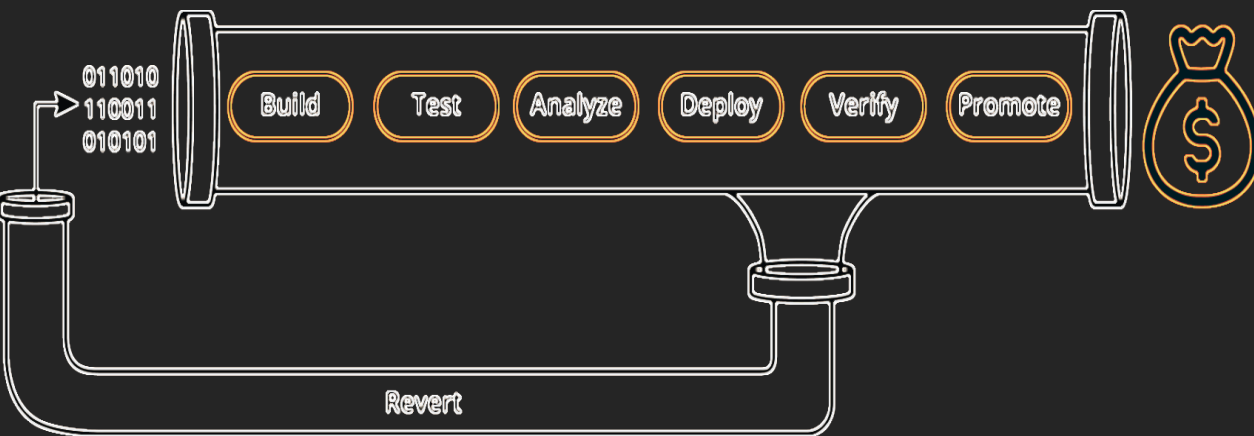 011010
110011
010101
Build
Test
Analyze
Deploy
Verify
Promote
$
Revert